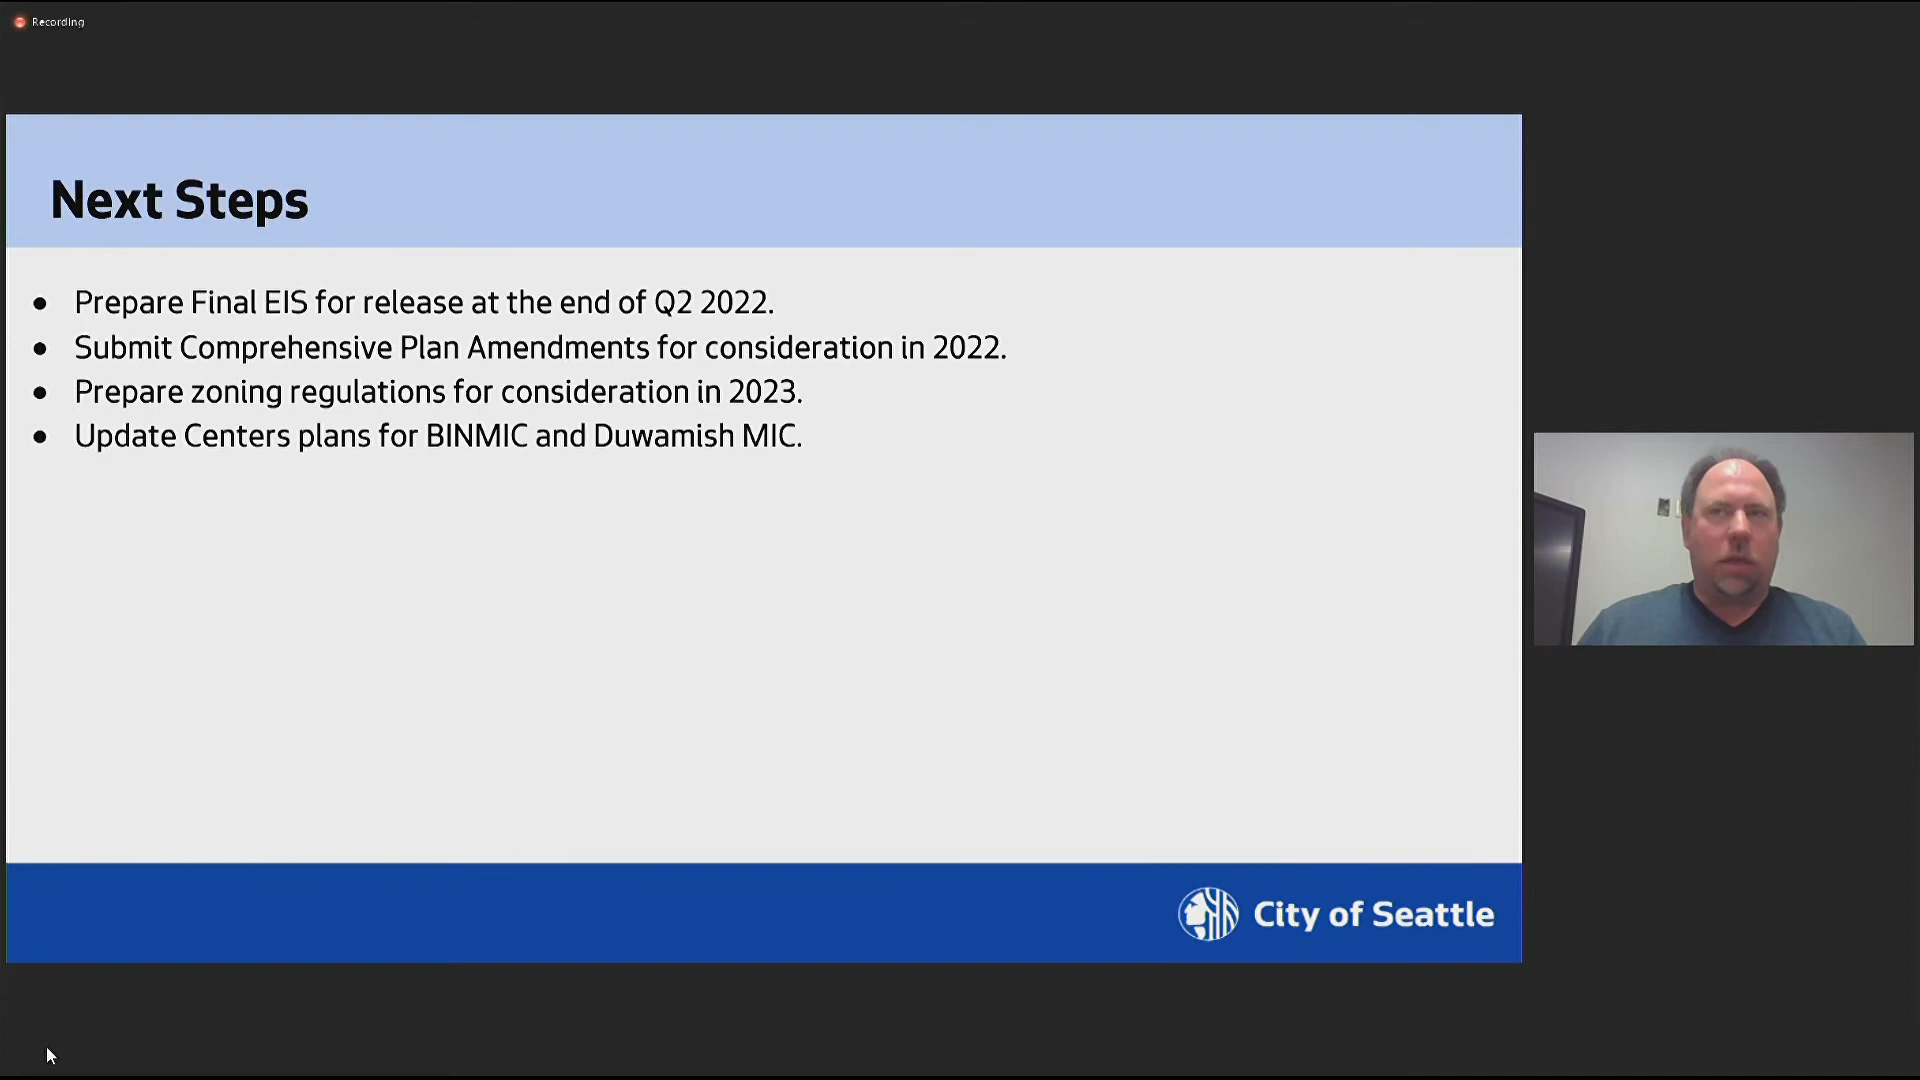 Recording
Next Steps
● Prepare Final EIS for release at the end of Q2 2022.
● Submit Comprehensive Plan Amendments for consideration in 2022.
● Prepare zoning regulations for consideration in 2023.
● Update Centers plans for BINMIC and Duwamish MIC.
City of Seattle